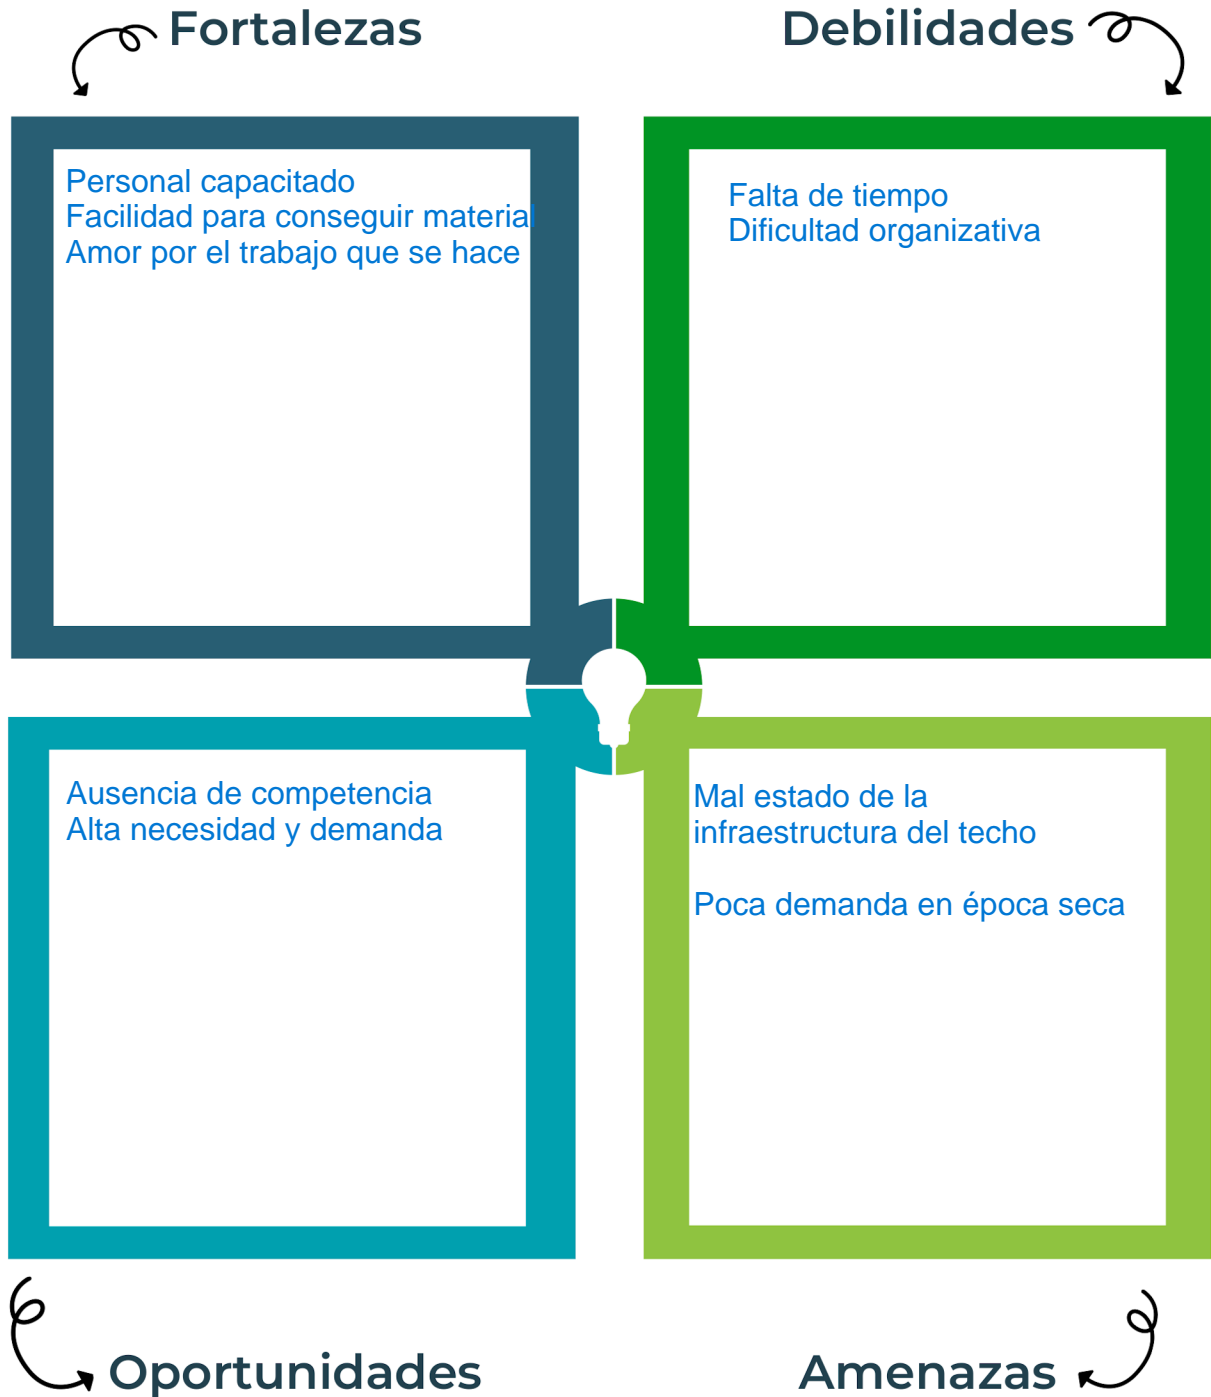 Fortalezas
Debilidades
Personal capacitado
Facilidad para conseguir material
Amor por el trabajo que se hace
Falta de tiempo
Dificultad organizativa
Ausencia de competencia
Alta necesidad y demanda
Mal estado de la
infraestructura del techo
Poca demanda en época seca
Oportunidades
Amenazas